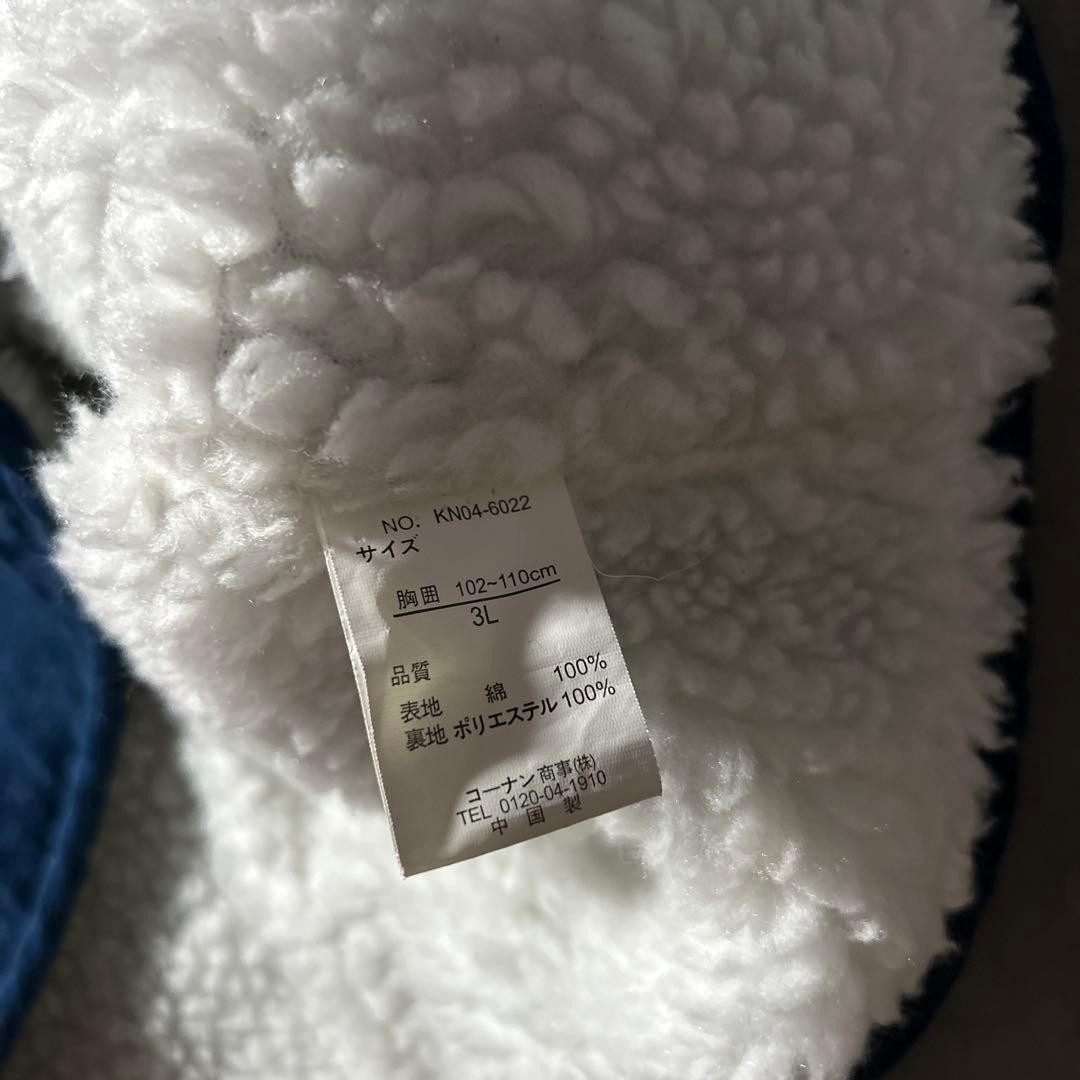 NO. KN04-6022
サイズ
胸囲 102~110cm
3L
品質
表地 綿 100%
裏地 ポリエステル 100%
コーナン商事(株)
TEL 0120-04-1910
中国製